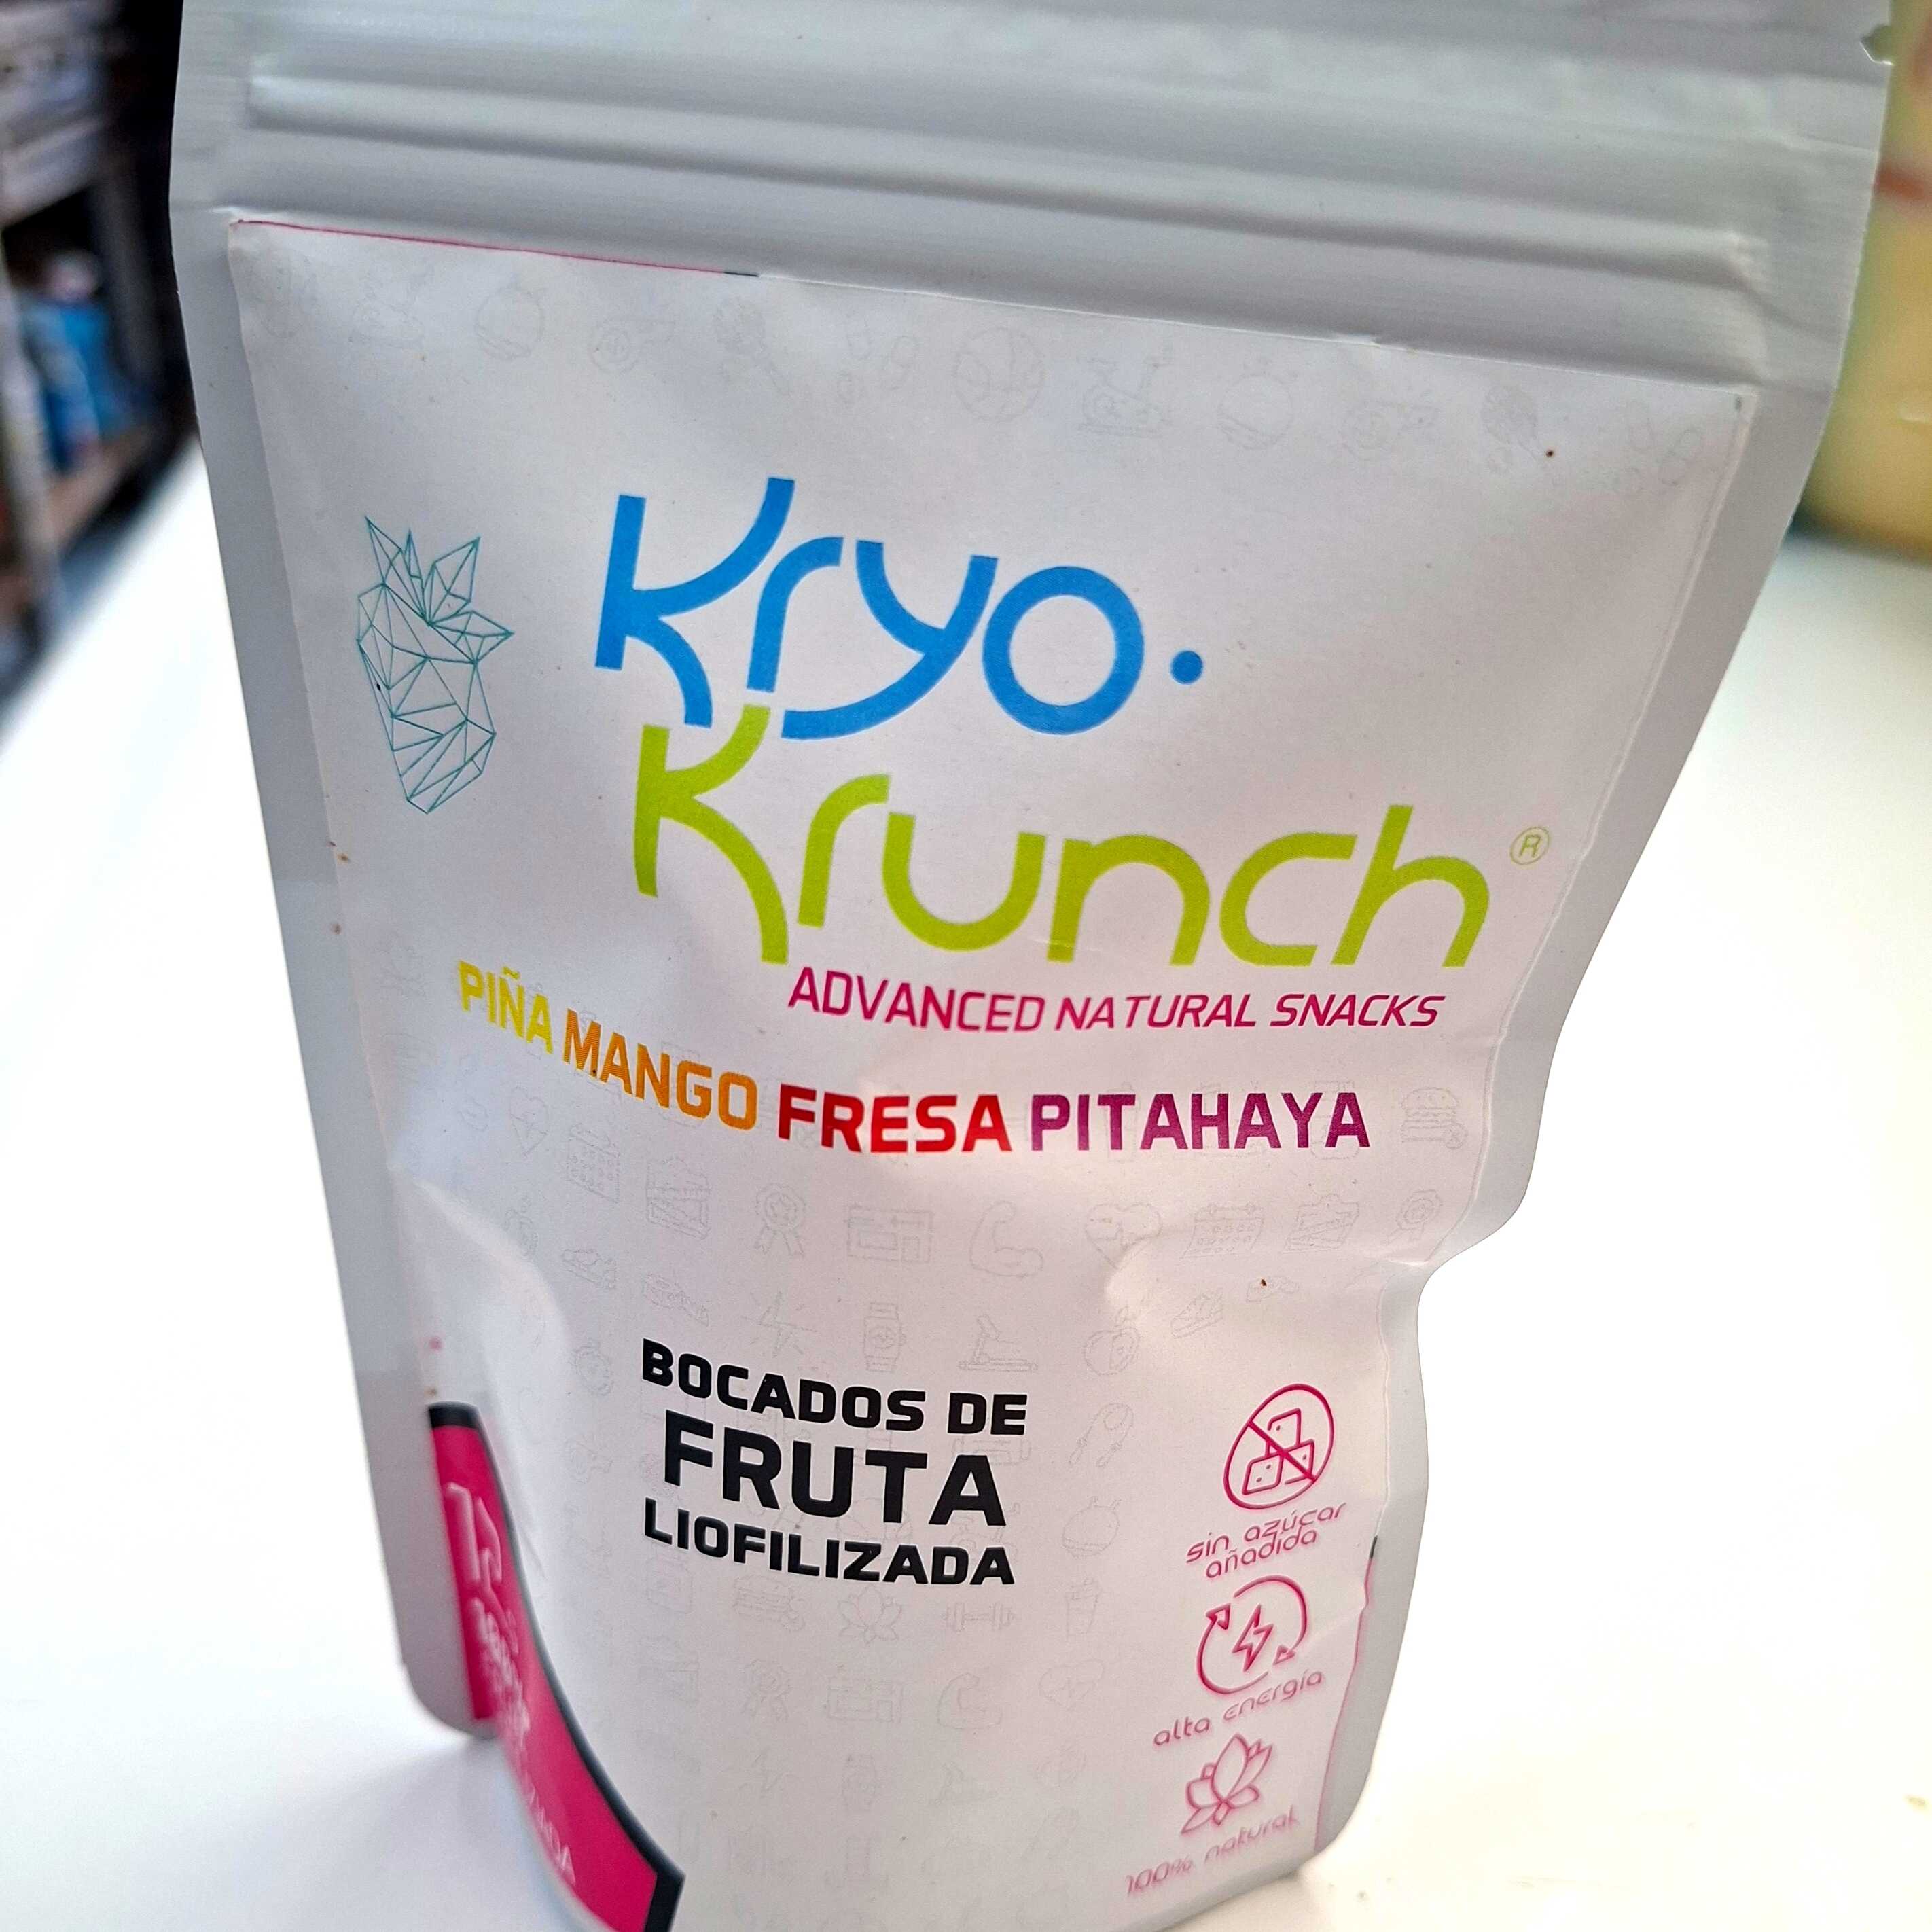 Kryo.
Krunch®
ADVANCED NATURAL SNACKS
PIÑA MANGO FRESA PITAHAYA
BOCADOS DE
FRUTA
LIOFILIZADA
sin azúcar
añadida
alta energía
100% natural